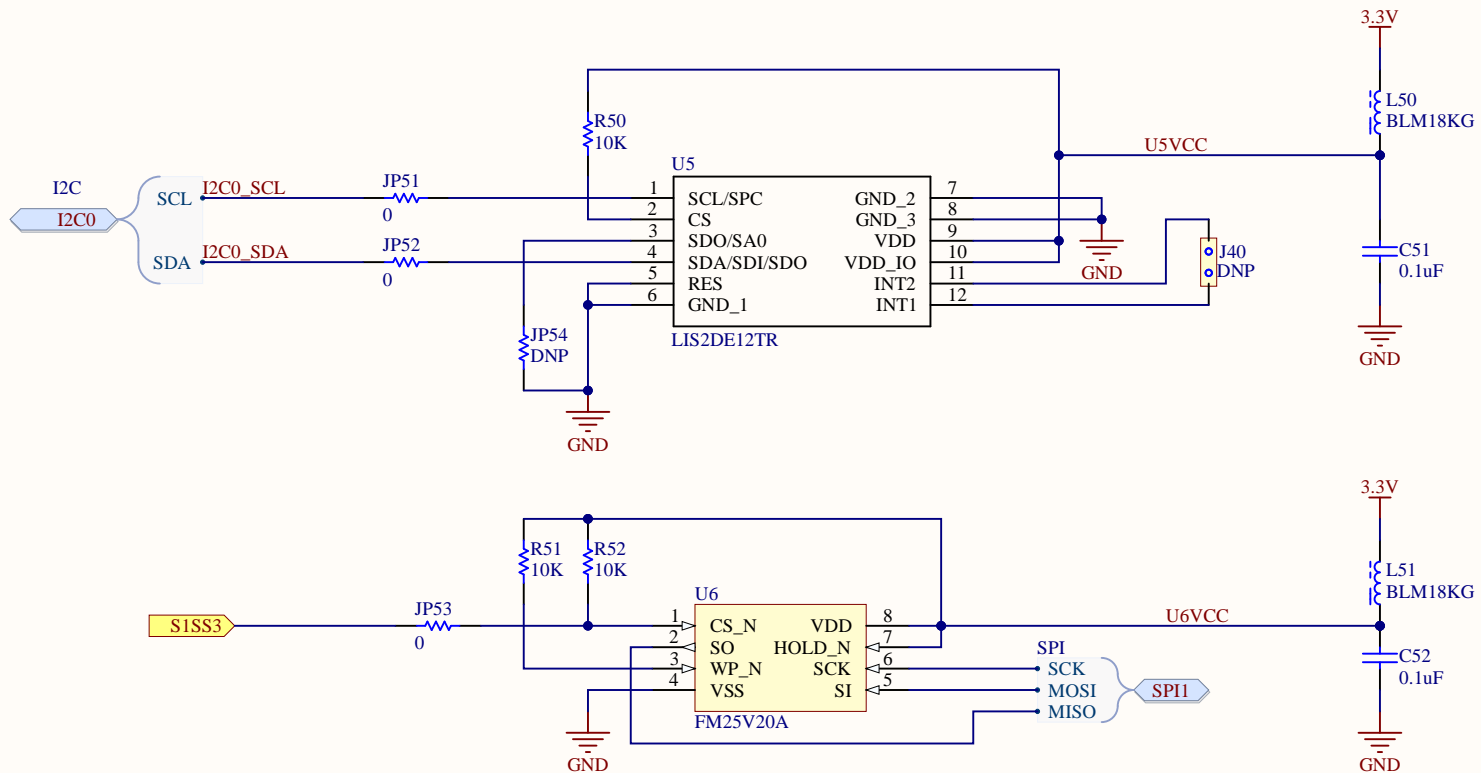 3.3V
L50
BLM18KG
R50
10K
U5VCC
U5
I2C
I2C0
SCL
I2C0_SCL
JP51
0
SDA
I2C0_SDA
JP52
0
1 SCL/SPC GND_2 7
2 CS GND_3 8
3 SDO/SA0 VDD 9
4 SDA/SDI/SDO VDD_IO 10
5 RES INT2 11
6 GND_1 INT1 12
LIS2DE12TR
GND
J40
DNP
C51
0.1uF
GND
JP54
DNP
GND
3.3V
R51
10K
R52
10K
L51
BLM18KG
U6
U6VCC
S1SS3
JP53
0
1 CS_N VDD 8
2 SO HOLD_N 7
3 WP_N SCK 6
4 VSS SI 5
FM25V20A
SPI
SCK
MOSI
MISO
SPI1
C52
0.1uF
GND
GND